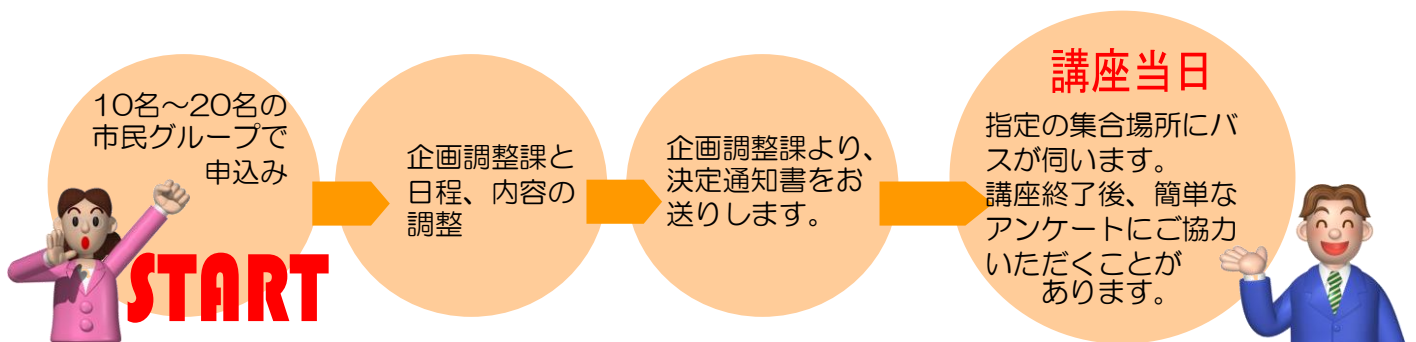 10名～20名の
市民グループで
申込み
START
企画調整課と
日程、内容の
調整
企画調整課より、
決定通知書をお
送りします。
講座当日
指定の集合場所にバ
スが伺います。
講座終了後、簡単な
アンケートにご協力
いただくことが
あります。